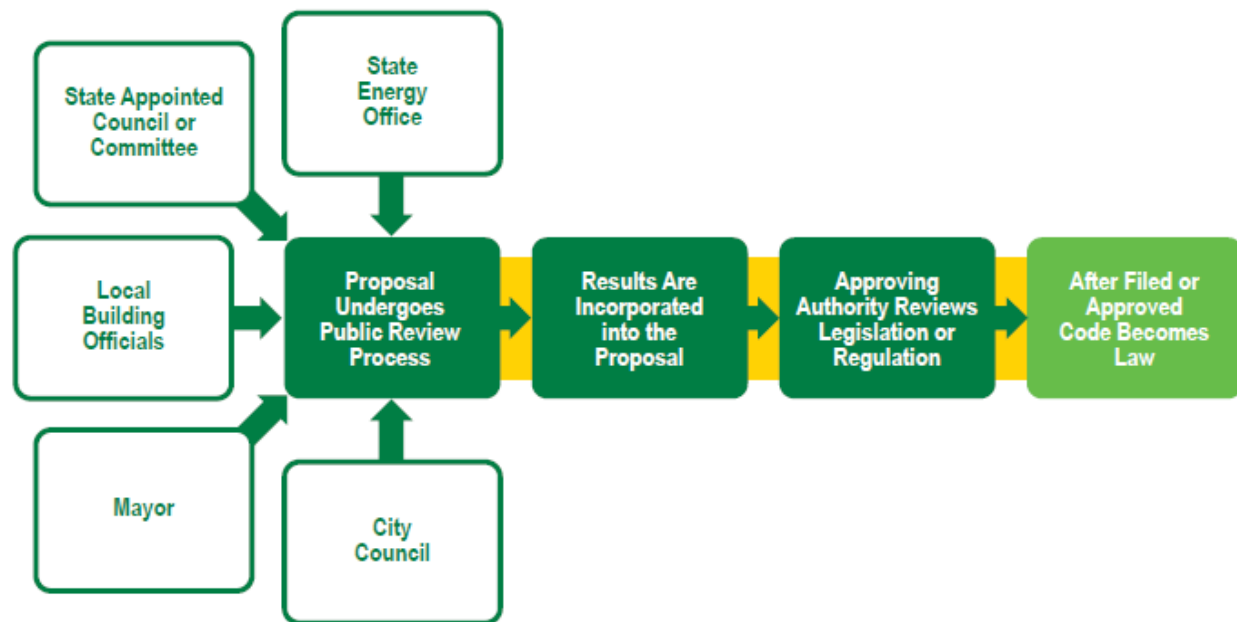 State Appointed
Council or
Committee
State
Energy
Office
Local
Building
Officials
Proposal
Undergoes
Public Review
Process
Results Are
Incorporated
into the
Proposal
Approving
Authority Reviews
Legislation or
Regulation
After Filed or
Approved
Code Becomes
Law
Mayor
City
Council